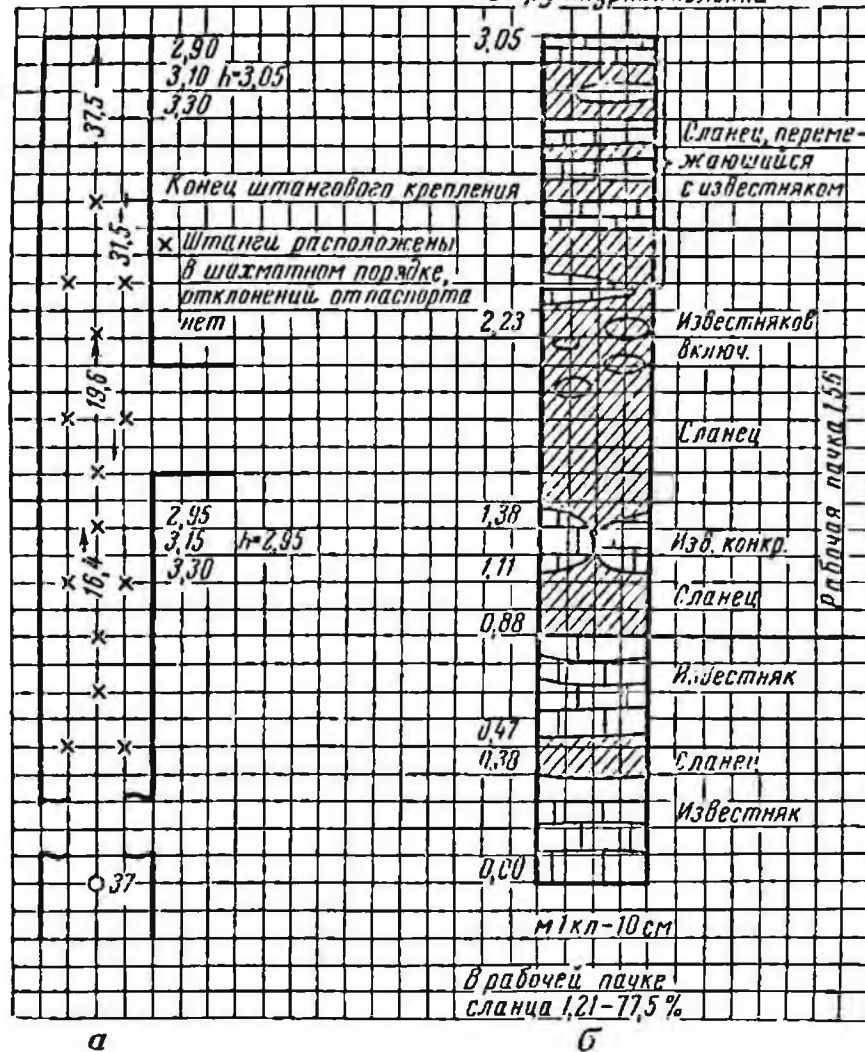 3,05
2,90
3,10 h=3,05
3,30
37,5
Сланец, переме-
жающийся
с известняком
Конец штангового крепления
37,5
× Штанги расположены
в шахматном порядке,
отклонений от паспорта
нет
2,23
Известняков
включ.
19,6
Сланец
Рабочая пачка 1,56
2,95
3,15 h=2,95
3,30
16,4
1,38
Изв. конкр.
1,11
Сланец
0,88
Известняк
0,47
0,38
Сланец
Известняк
0,00
37
м 1 кл - 10 см
В рабочей пачке
сланца 1,21 - 77,5 %
а
б